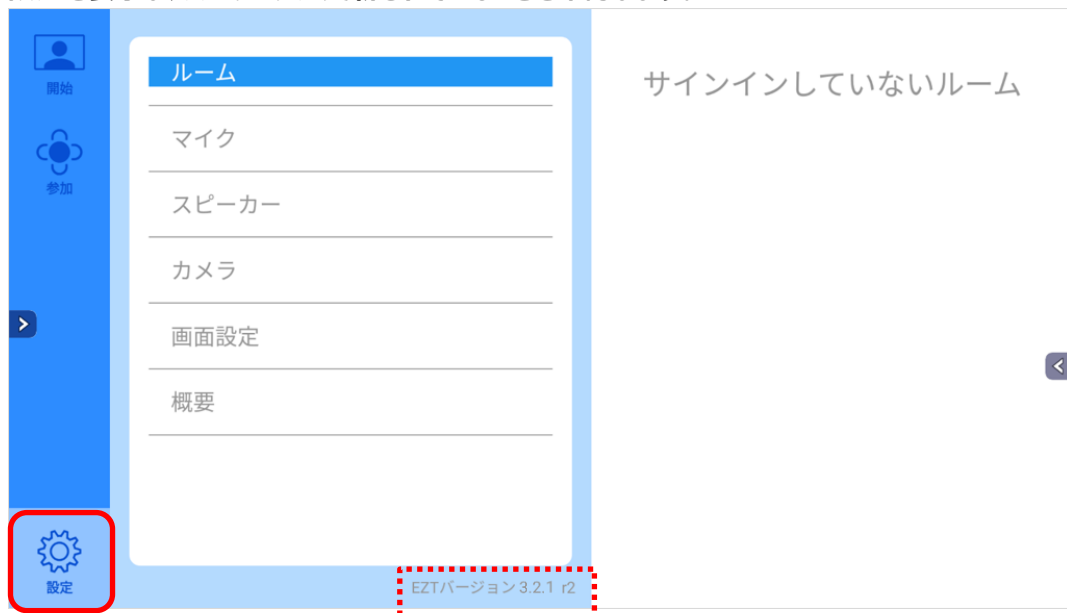 開始
参加
設定
ルーム
マイク
スピーカー
カメラ
画面設定
概要
EZTバージョン 3.2.1 r2
サインインしていないルーム